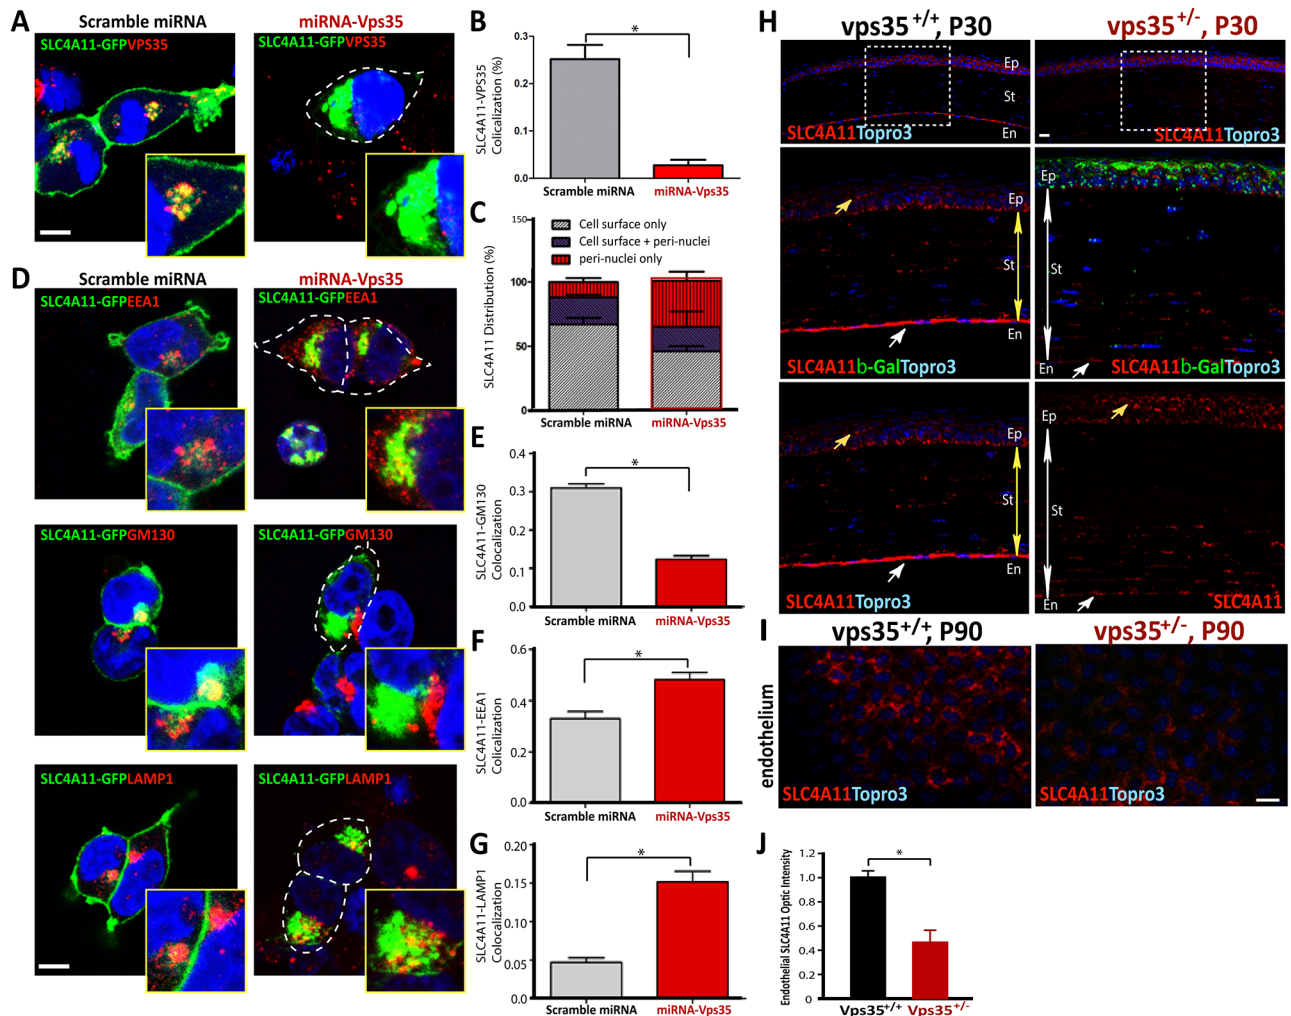 A
Scramble miRNA
miRNA-Vps35
SLC4A11-GFPVPS35
SLC4A11-GFPVPS35
B
SLC4A11-VPS35
Colicalization (%)
0.3
0.2
0.1
0.0
*
Scramble miRNA
miRNA-Vps35
C
SLC4A11 Distribution (%)
150
100
50
0
Cell surface only
Cell surface + peri-nuclei
peri-nuclei only
Scramble miRNA
miRNA-Vps35
D
Scramble miRNA
miRNA-Vps35
SLC4A11-GFPEEA1
SLC4A11-GFPEEA1
SLC4A11-GFPGM130
SLC4A11-GFPGM130
SLC4A11-GFPLAMP1
SLC4A11-GFPLAMP1
E
SLC4A11-GM130
Colocalization
0.4
0.3
0.2
0.1
0.0
*
Scramble miRNA
miRNA-Vps35
F
SLC4A11-EEA1
Colicalization
0.6
0.4
0.2
0.0
*
Scramble miRNA
miRNA-Vps35
G
SLC4A11-LAMP1
Colocalization
0.20
0.15
0.10
0.05
0.0
*
Scramble miRNA
miRNA-Vps35
H
vps35+/+, P30
vps35+/-, P30
Ep
St
En
SLC4A11Topro3
SLC4A11Topro3
Ep
St
En
SLC4A11b-GalTopro3
Ep
St
En
SLC4A11b-GalTopro3
Ep
St
En
SLC4A11Topro3
Ep
St
En
SLC4A11
I
vps35+/+, P90
vps35+/-, P90
endothelium
SLC4A11Topro3
SLC4A11Topro3
J
Endothelial SLC4A11 Optic Intensity
1.2
1.0
0.8
0.6
0.4
0.2
0
*
Vps35+/+
Vps35+/-